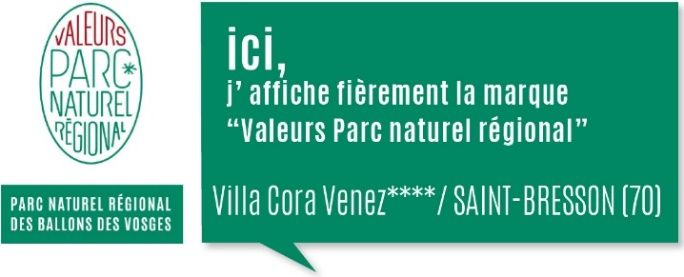 VALEURS
PARC*
NATUREL
RÉGIONAL
PARC NATUREL RÉGIONAL
DES BALLONS DES VOSGES
ici,
j’ affiche fièrement la marque
“Valeurs Parc naturel régional”
Villa Cora Venez****/ SAINT-BRESSON (70)